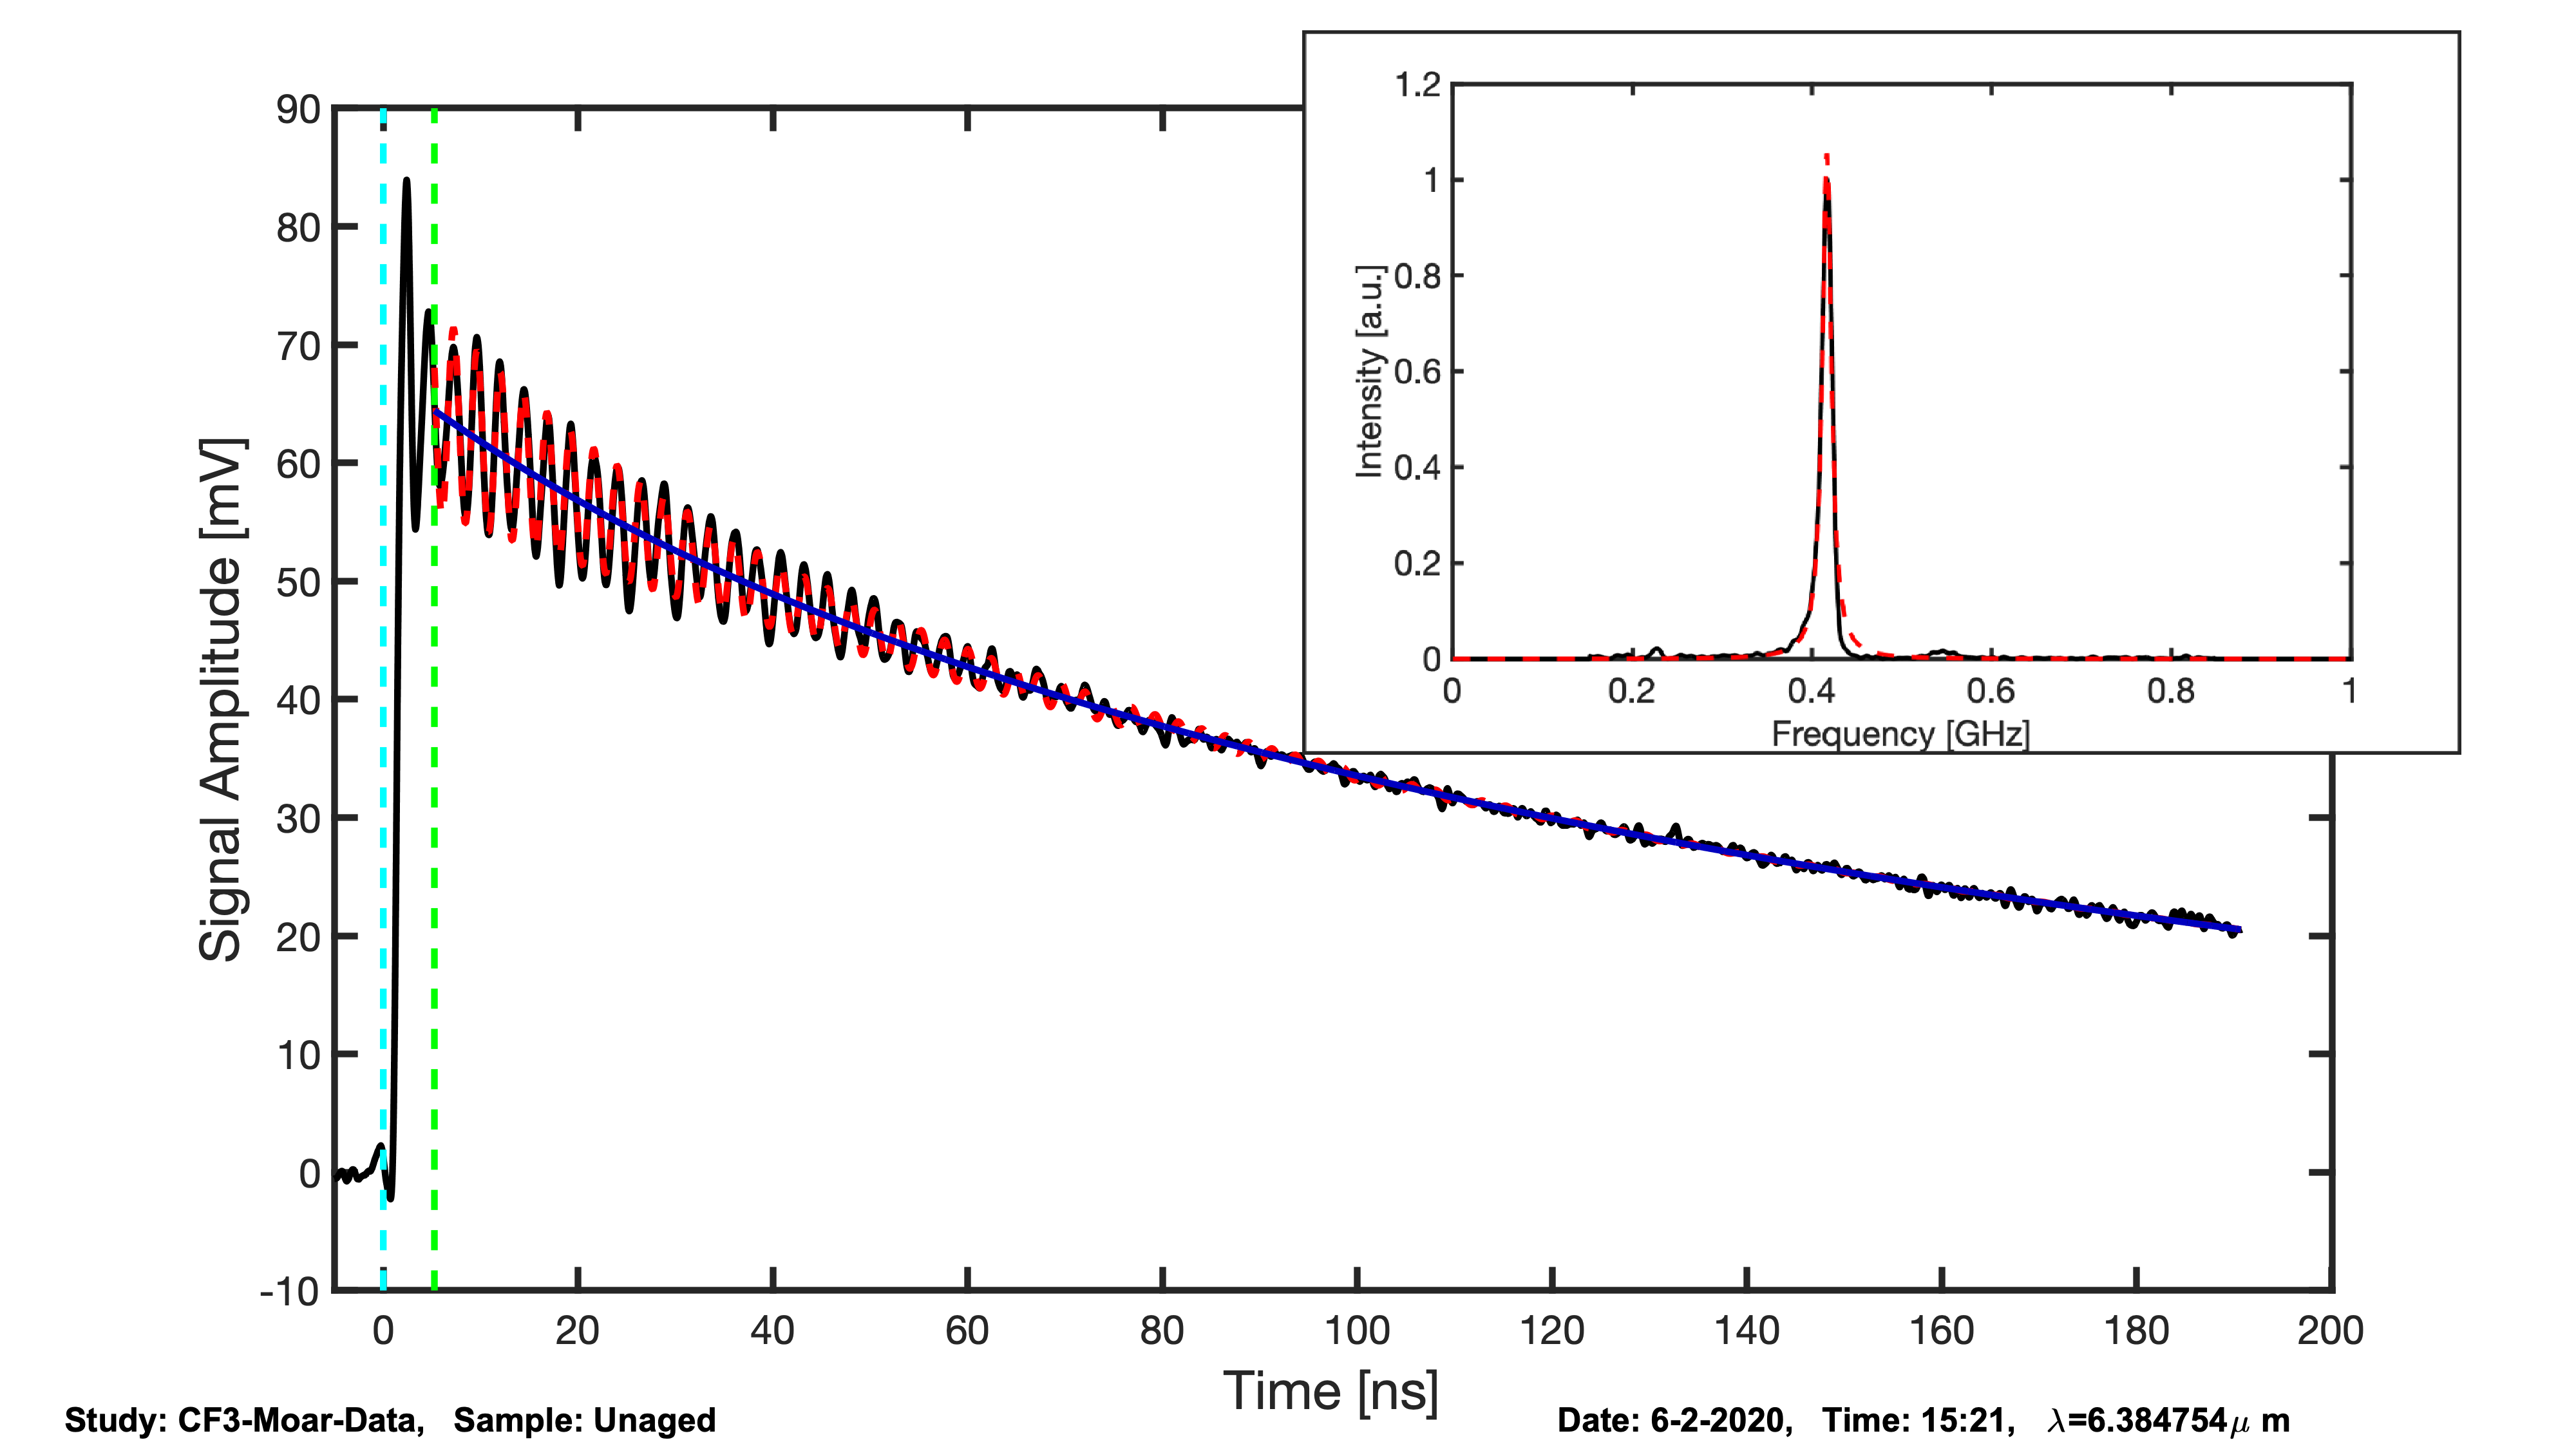 1.2
1
0.8
0.6
0.4
0.2
0
Intensity [a.u.]
0 0.2 0.4 0.6 0.8 1
Frequency [GHz]
90
80
70
60
50
40
30
20
10
0
-10
Signal Amplitude [mV]
0 20 40 60 80 100 120 140 160 180 200
Time [ns]
Study: CF3-Moar-Data, Sample: Unaged
Date: 6-2-2020, Time: 15:21, λ=6.384754μ m